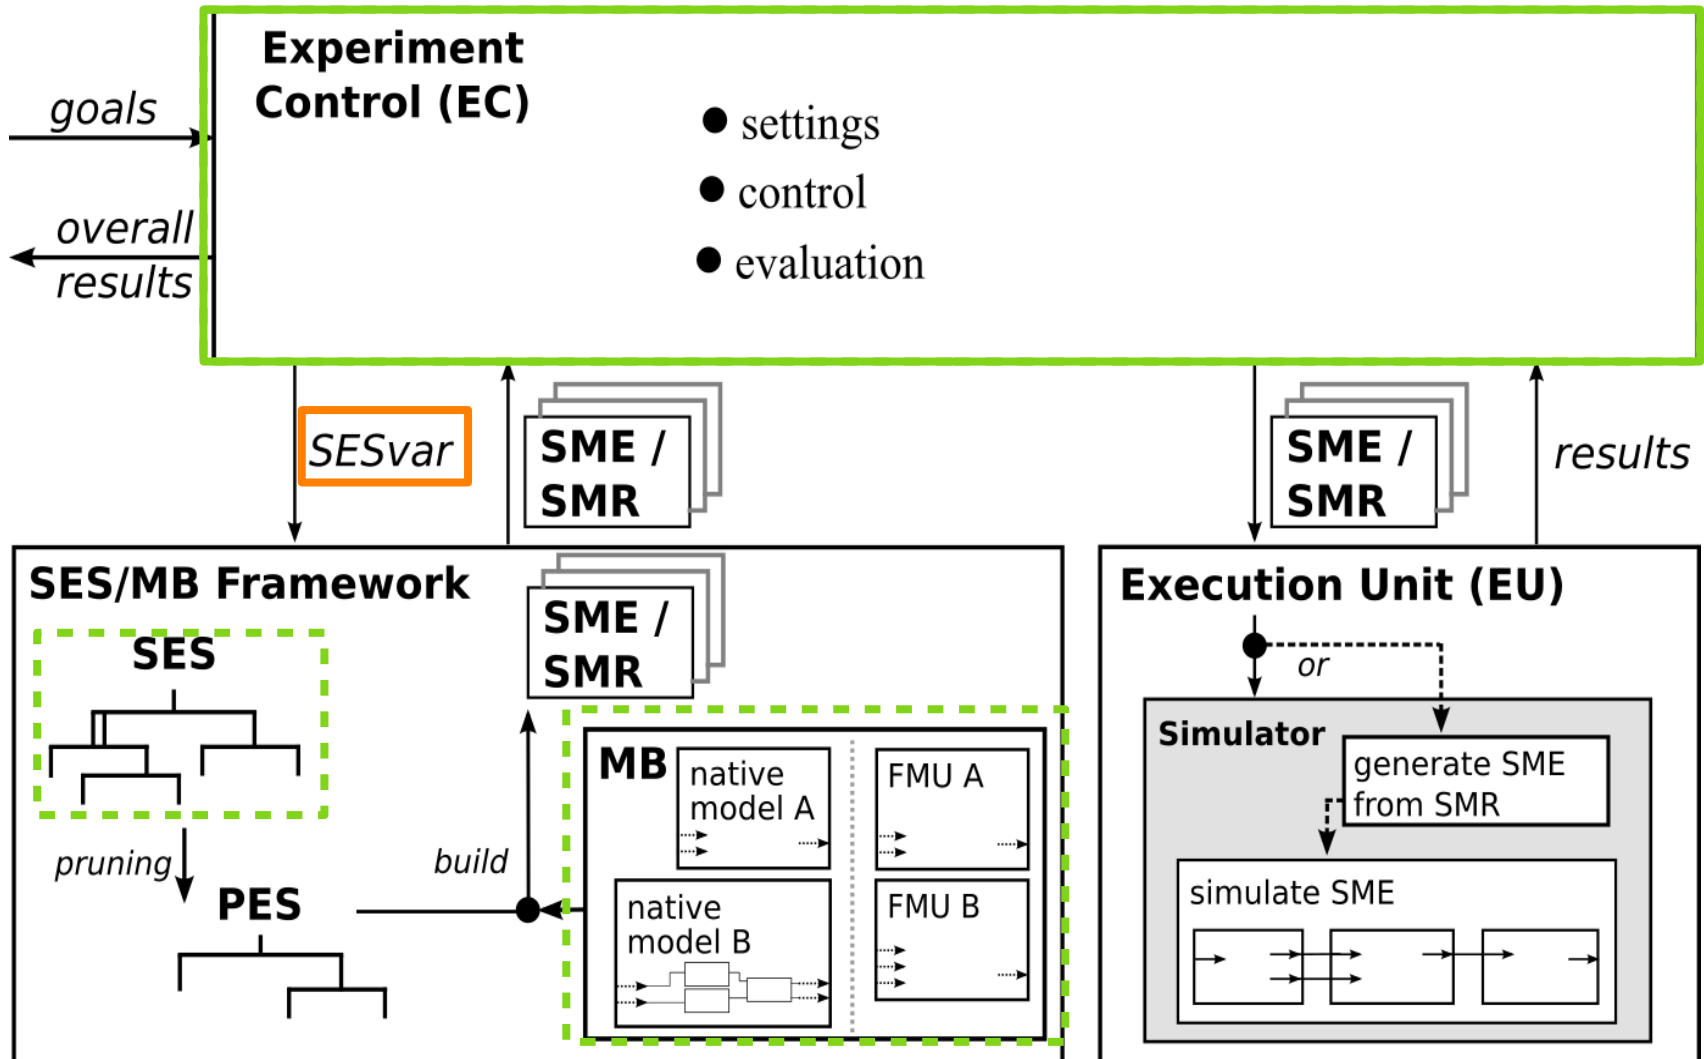 Experiment
Control (EC)
goals
overall
results
● settings
● control
● evaluation
SESvar
SME /
SMR
SME /
SMR
results
SES/MB Framework
SES
pruning
PES
build
SME /
SMR
MB
native
model A
FMU A
native
model B
FMU B
Execution Unit (EU)
or
Simulator
generate SME
from SMR
simulate SME